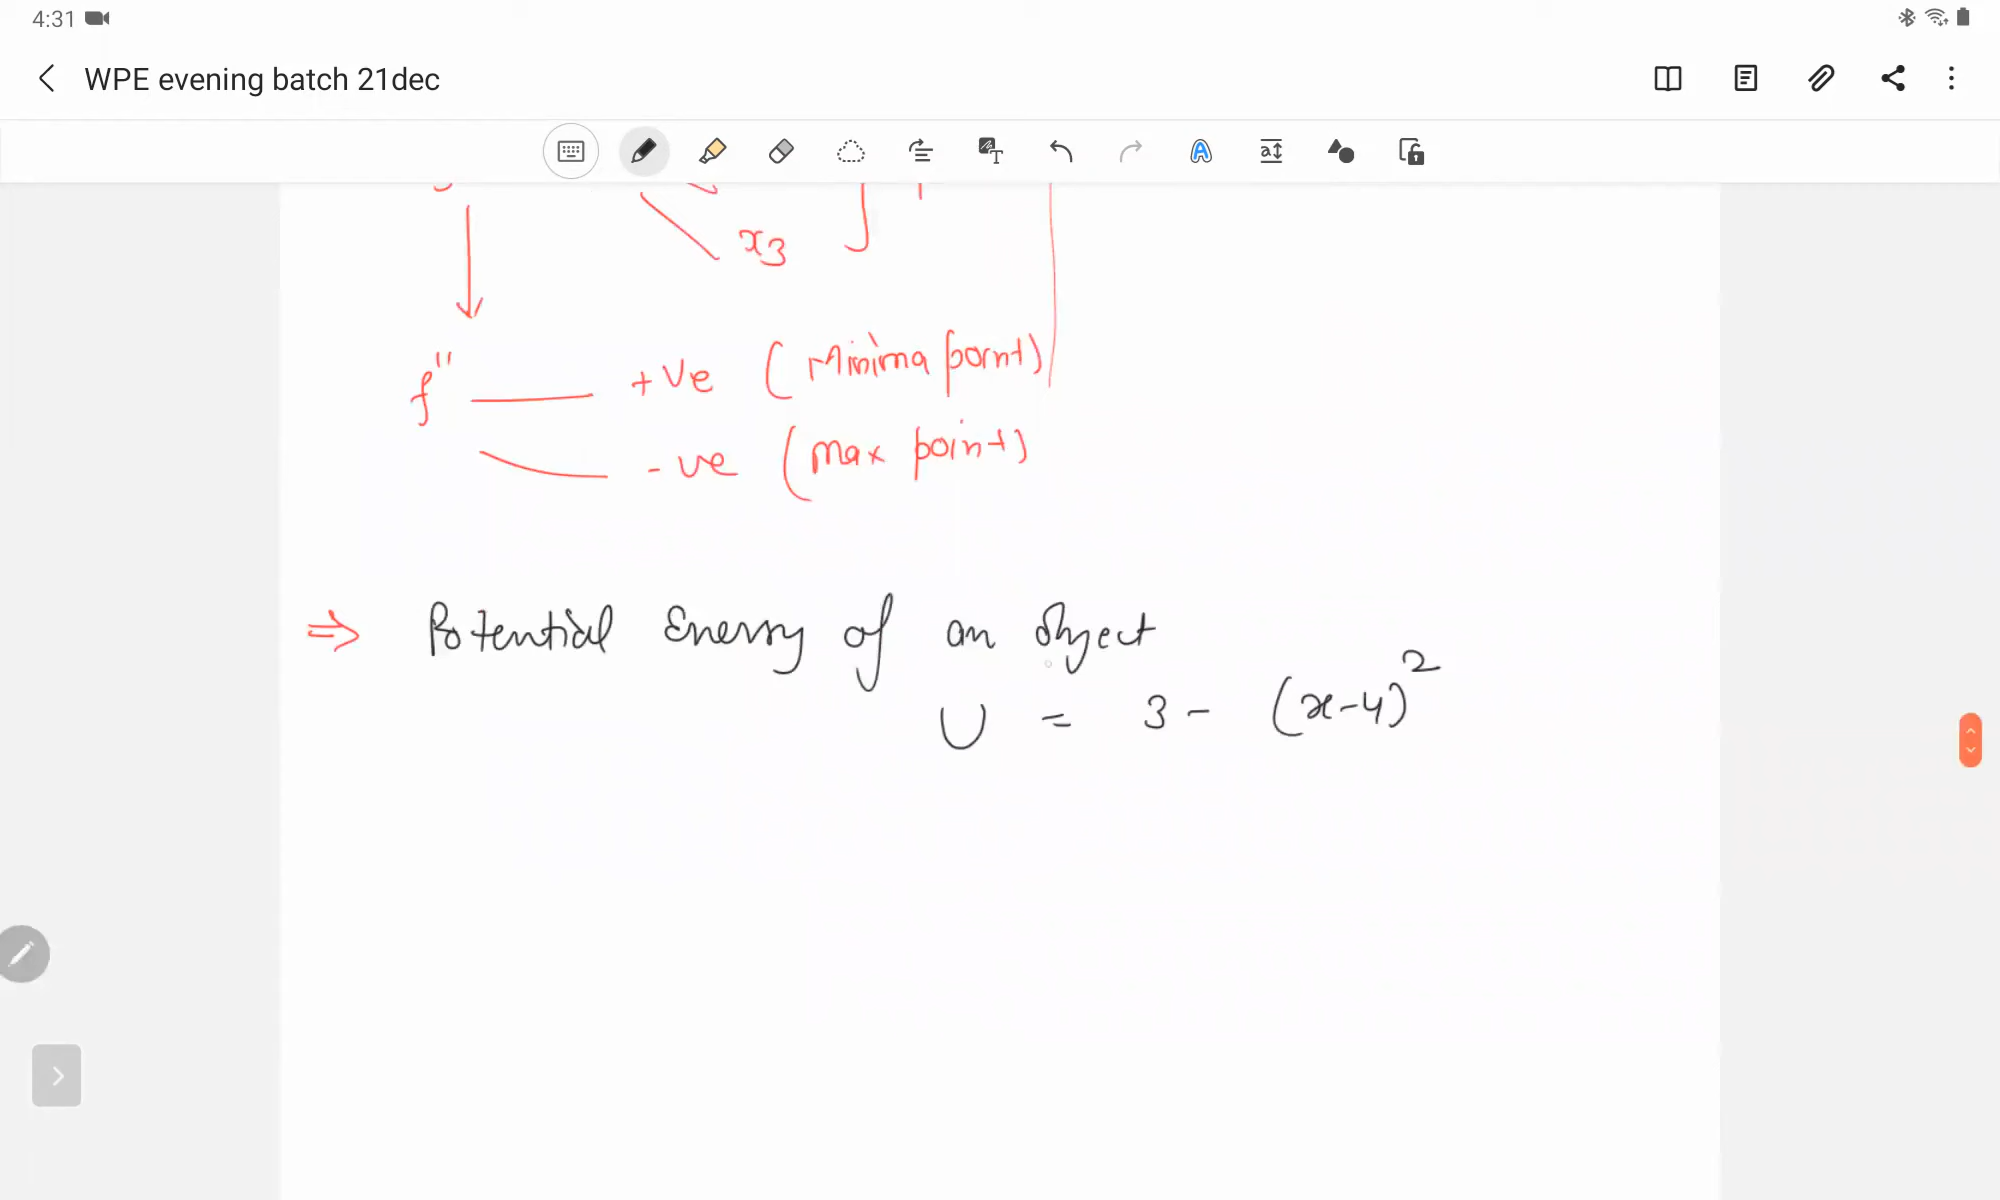 4:31
WPE evening batch 21dec
x3
f" +ve (Minima point)
-ve (Max point)
⇒ Potential Energy of an object
U = 3 - (x-4)²